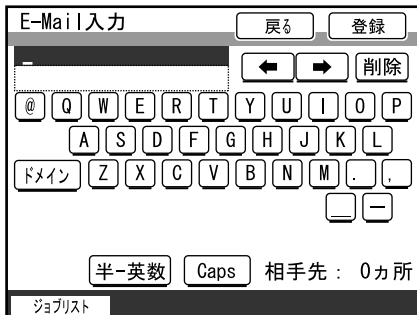 E-Mail入力 戻る 登録
_
← → 削除
@ Q W E R T Y U I O P
A S D F G H J K L
ドメイン Z X C V B N M . ,
_ −
半-英数 Caps 相手先： 0ヵ所
ジョブリスト